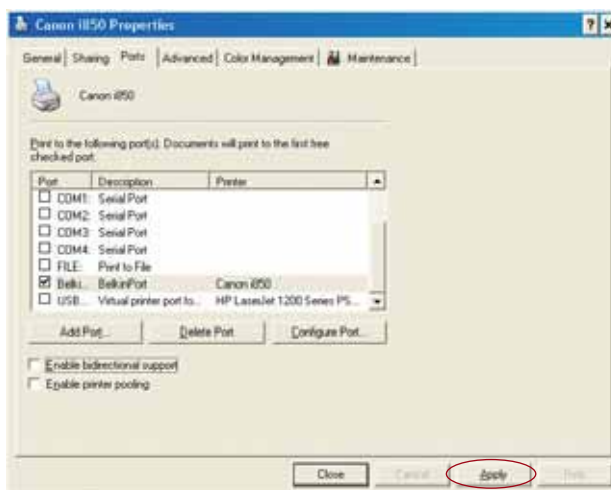 Canon i850 Properties
General Sharing Ports Advanced Color Management Maintenance
Canon i850
Print to the following port(s). Documents will print to the first free
checked port.
Port Description Printer
COM1: Serial Port
COM2: Serial Port
COM3: Serial Port
COM4: Serial Port
FILE: Print to File
Belki... BelkinPort Canon i850
USB... Virtual printer port fo... HP LaserJet 1200 Series PS...
Add Port... Delete Port Configure Port...
Enable bidirectional support
Enable printer pooling
Close Cancel Apply Help